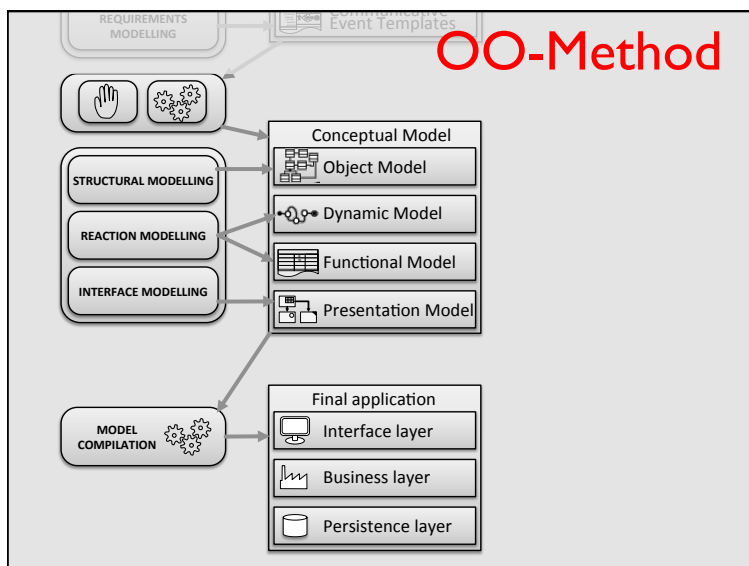 REQUIREMENTS
MODELLING
Communicative
Event Templates
OO-Method
Conceptual Model
STRUCTURAL MODELLING
Object Model
REACTION MODELLING
Dynamic Model
Functional Model
INTERFACE MODELLING
Presentation Model
Final application
MODEL
COMPILATION
Interface layer
Business layer
Persistence layer